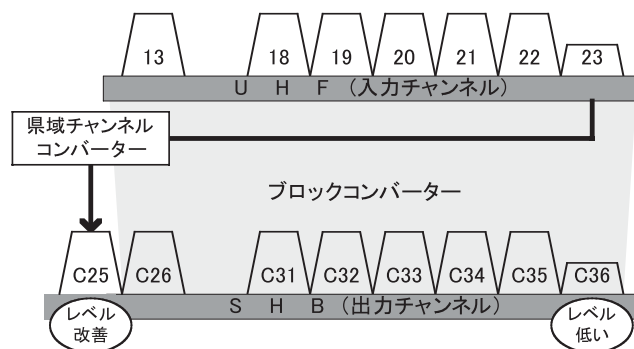 13 18 19 20 21 22 23
U H F (入力チャンネル)
県域チャンネル
コンバーター
ブロックコンバーター
C25 C26 C31 C32 C33 C34 C35 C36
S H B (出力チャンネル)
レベル
改善
レベル
低い